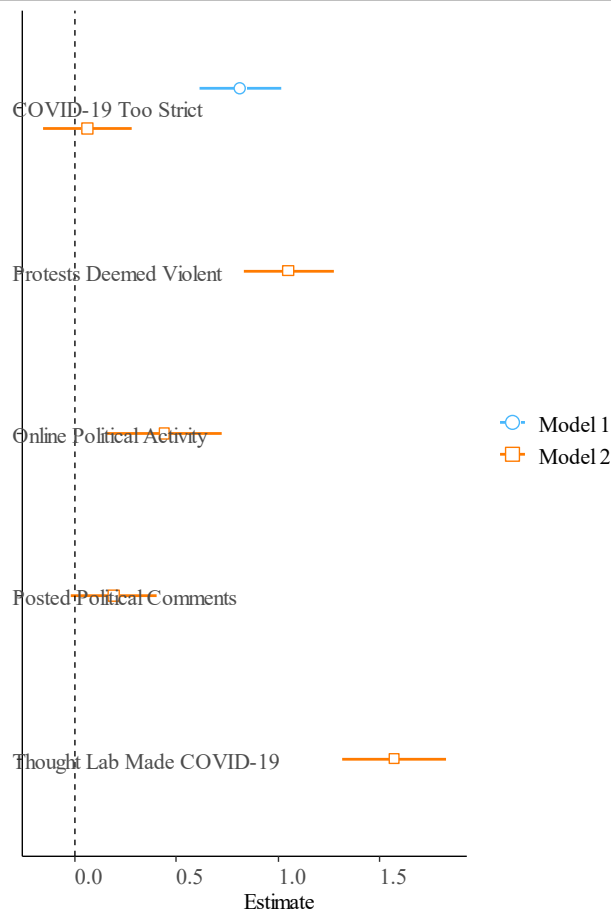 COVID-19 Too Strict
Protests Deemed Violent
Online Political Activity
Posted Political Comments
Thought Lab Made COVID-19
Model 1
Model 2
0.0 0.5 1.0 1.5
Estimate